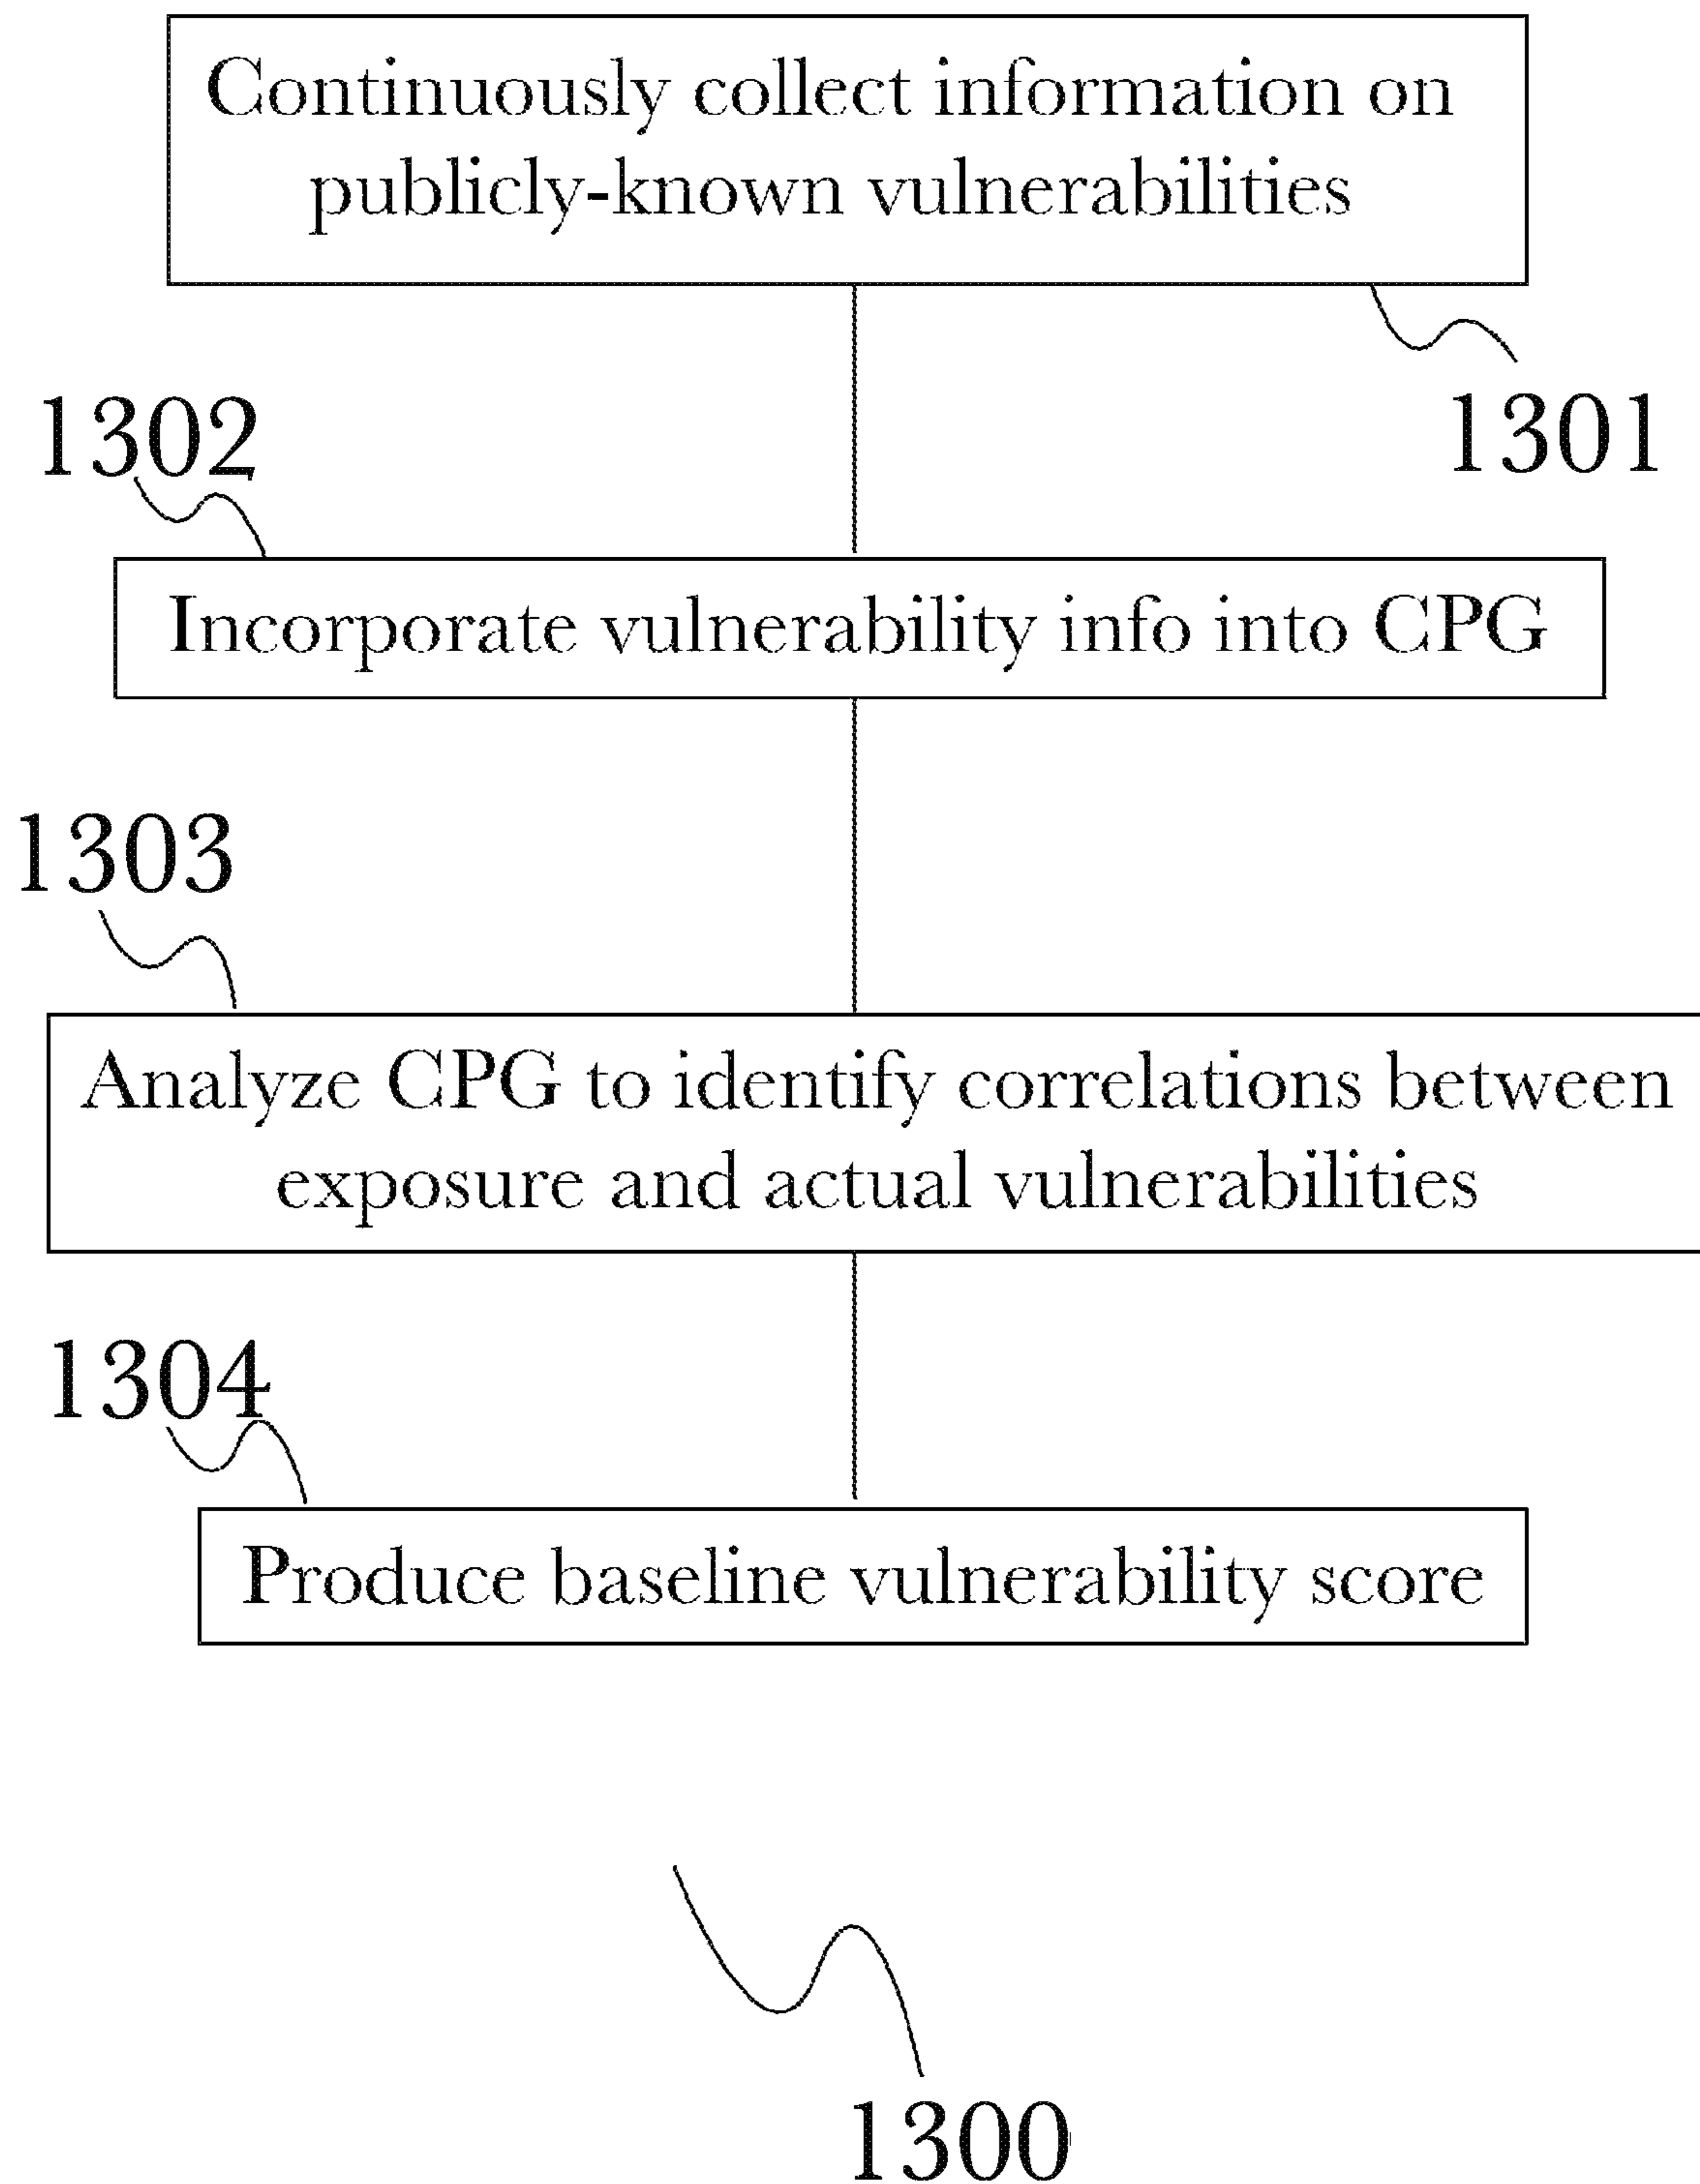 Continuously collect information on
publicly-known vulnerabilities
1301
1302
Incorporate vulnerability info into CPG
1303
Analyze CPG to identify correlations between
exposure and actual vulnerabilities
1304
Produce baseline vulnerability score
1300